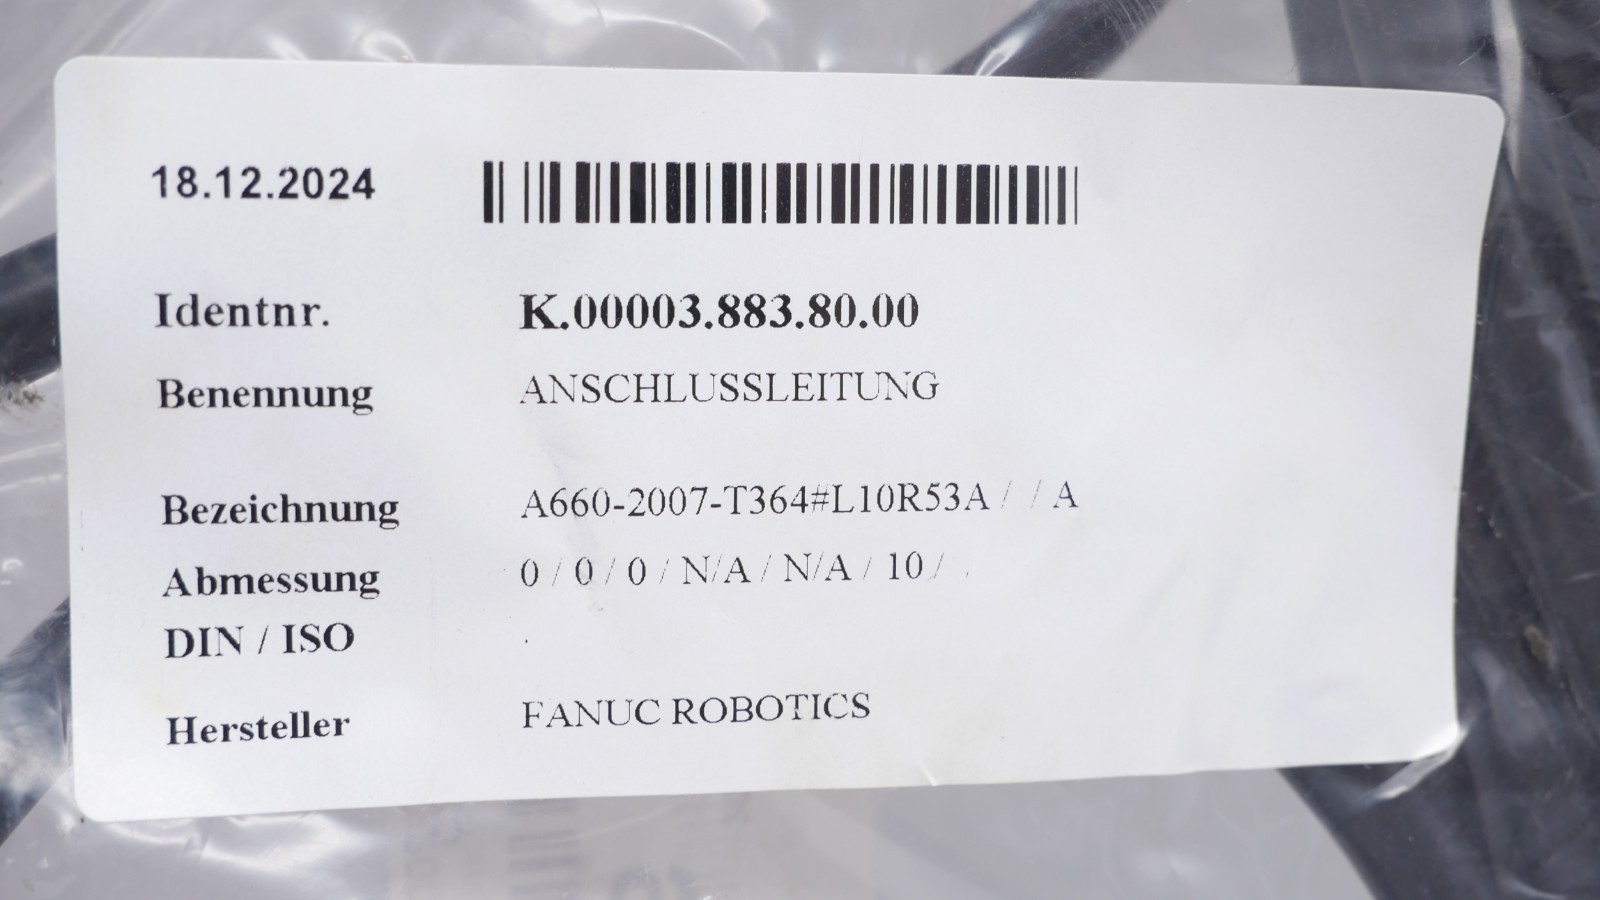 18.12.2024
Identnr. K.00003.883.80.00
Benennung ANSCHLUSSLEITUNG
Bezeichnung A660-2007-T364#L10R53A / / A
Abmessung 0 / 0 / 0 / N/A / N/A / 10 / .
DIN / ISO .
Hersteller FANUC ROBOTICS